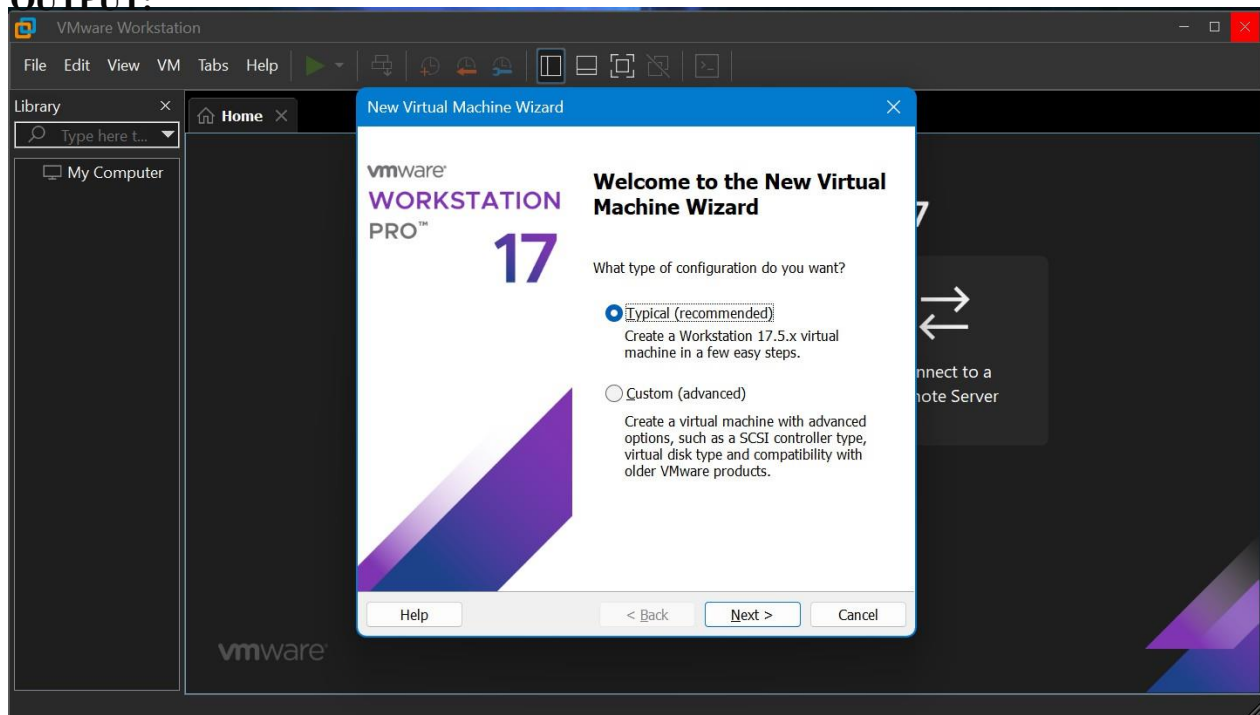 OUTPUT:
VMware Workstation
File Edit View VM Tabs Help
Library
Type here t...
My Computer
Home
New Virtual Machine Wizard
vmware
WORKSTATION
PRO™
17
Welcome to the New Virtual
Machine Wizard
What type of configuration do you want?
Typical (recommended)
Create a Workstation 17.5.x virtual
machine in a few easy steps.
Custom (advanced)
Create a virtual machine with advanced
options, such as a SCSI controller type,
virtual disk type and compatibility with
older VMware products.
Help < Back Next > Cancel
7
nnect to a
ote Server
vmware